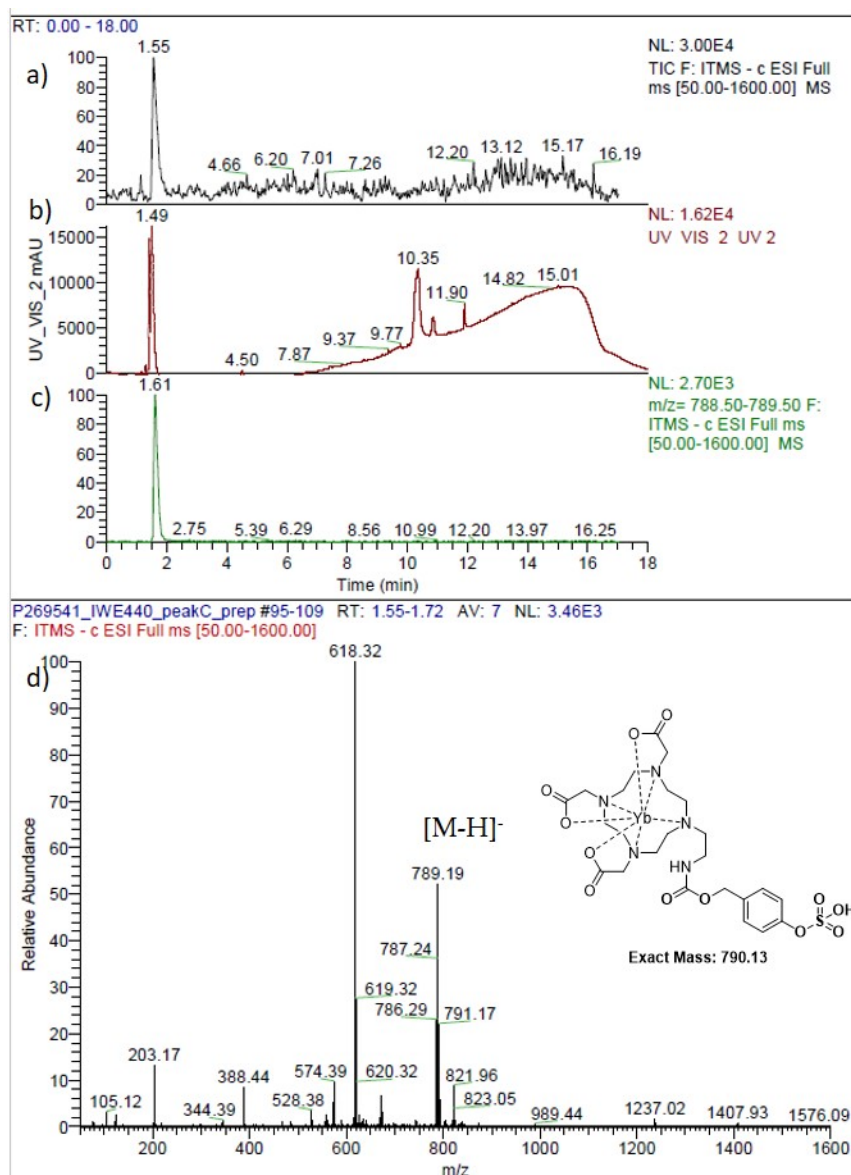 RT: 0.00 - 18.00
a)
1.55
NL: 3.00E4
TIC F: ITMS - c ESI Full
ms [50.00-1600.00] MS
100
80
60
40
20
0
4.66
6.20
7.01
7.26
12.20
13.12
15.17
16.19
b)
1.49
NL: 1.62E4
UV_VIS_2 UV 2
UV_VIS_2 mAU
15000
10000
5000
0
4.50
7.87
9.37
9.77
10.35
11.90
14.82
15.01
c)
1.61
NL: 2.70E3
m/z= 788.50-789.50 F:
ITMS - c ESI Full ms
[50.00-1600.00] MS
100
80
60
40
20
0
2.75
5.39
6.29
8.56
10.99
12.20
13.97
16.25
0 2 4 6 8 10 12 14 16 18
Time (min)
P269541_IWE440_peakC_prep #95-109 RT: 1.55-1.72 AV: 7 NL: 3.46E3
F: ITMS - c ESI Full ms [50.00-1600.00]
d)
Relative Abundance
100
90
80
70
60
50
40
30
20
10
0
618.32
[M-H]-
789.19
787.24
619.32
786.29
791.17
203.17
574.39
620.32
821.96
388.44
823.05
105.12
344.39
528.38
989.44
1237.02
1407.93
1576.09
O
O
N
O
N
Yb
N
O
O
N
HN
O
O
O
O
S
OH
O
O
Exact Mass: 790.13
200 400 600 800 1000 1200 1400 1600
m/z